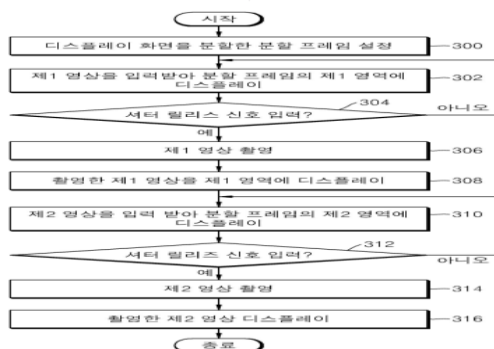 시작
디스플레이 화면을 분할한 분할 프레임 설정
300
제1 영상을 입력받아 분할 프레임의 제1 영역에
디스플레이
302
304
셔터 릴리스 신호 입력?
아니오
예
제1 영상 촬영
306
촬영한 제1 영상를 제1 영역에 디스플레이
308
제2 영상을 입력 받아 분할 프레임의 제2 영역에
디스플레이
310
312
셔터 릴리즈 신호 입력?
아니오
예
제2 영상 촬영
314
촬영한 제2 영상 디스플레이
316
종료